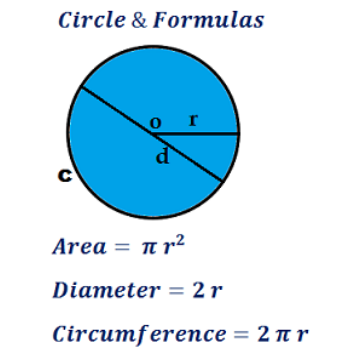 Circle & Formulas
o r
d
C
Area = π r²
Diameter = 2 r
Circumference = 2 π r